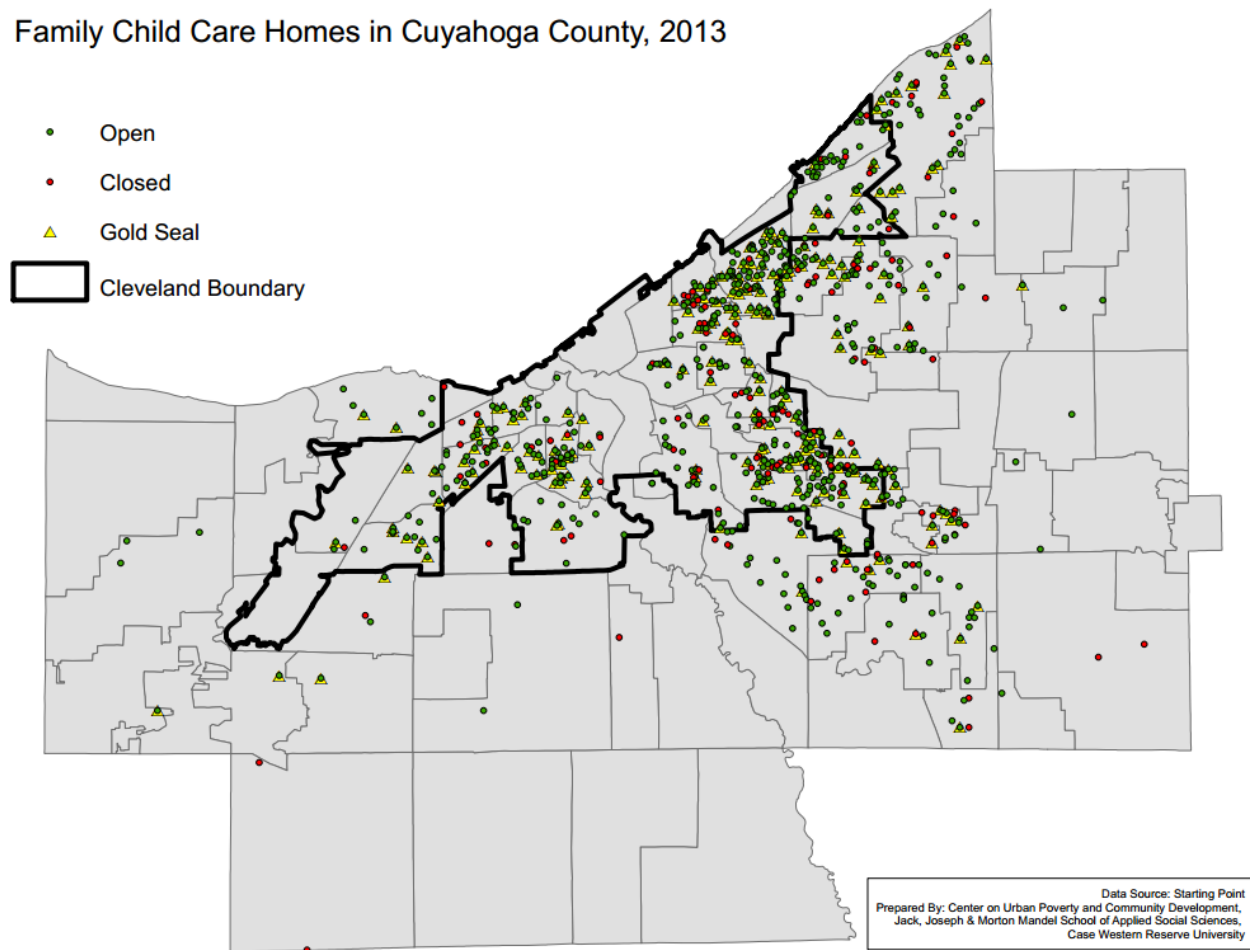 Family Child Care Homes in Cuyahoga County, 2013
Open
Closed
Gold Seal
Cleveland Boundary
Data Source: Starting Point
Prepared By: Center on Urban Poverty and Community Development,
Jack, Joseph & Morton Mandel School of Applied Social Sciences,
Case Western Reserve University